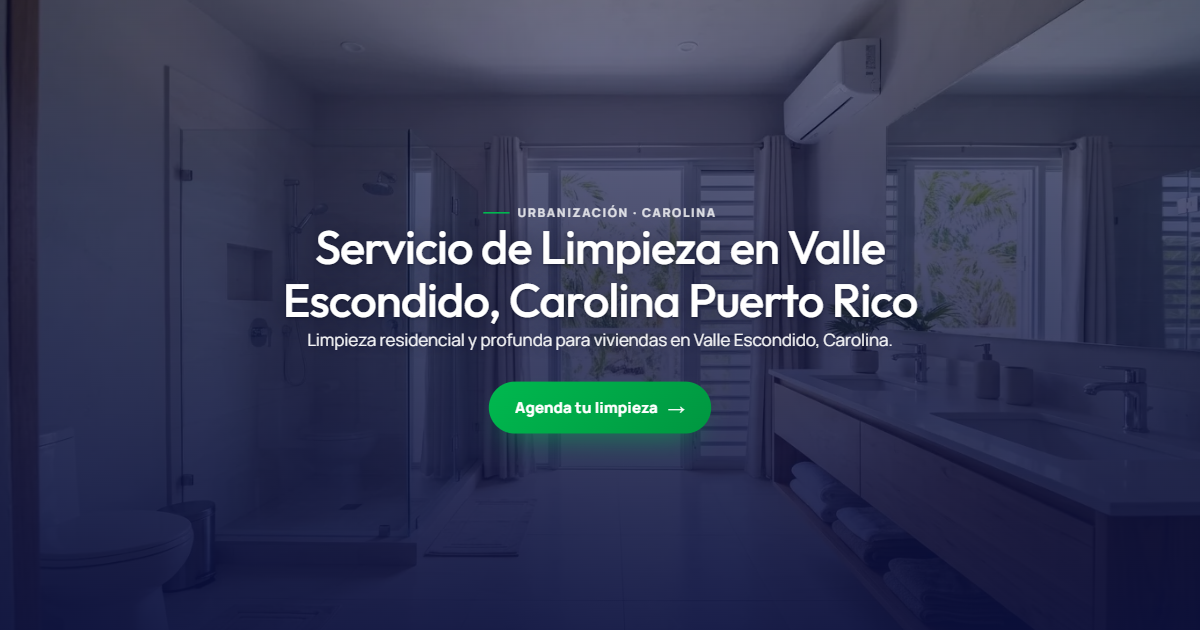 URBANIZACIÓN · CAROLINA
Servicio de Limpieza en Valle
Escondido, Carolina Puerto Rico
Limpieza residencial y profunda para viviendas en Valle Escondido, Carolina.
Agenda tu limpieza →